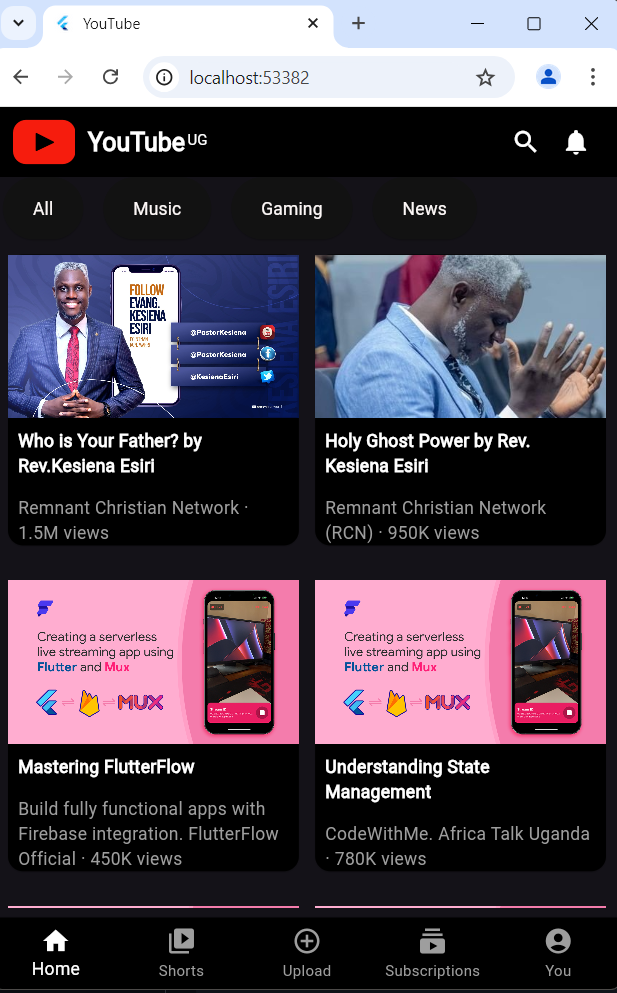 YouTube
localhost:53382
YouTube UG
All Music Gaming News
FOLLOW
EVANG.
KESIENA
ESIRI
@PastorKesiena
@PastorKesiena
@KesienaEsiri
Who is Your Father? by
Rev.Kesiena Esiri
Remnant Christian Network ·
1.5M views
Holy Ghost Power by Rev.
Kesiena Esiri
Remnant Christian Network
(RCN) · 950K views
Creating a serverless
live streaming app using
Flutter and Mux
MUX
Mastering FlutterFlow
Build fully functional apps with
Firebase integration. FlutterFlow
Official · 450K views
Creating a serverless
live streaming app using
Flutter and Mux
MUX
Understanding State
Management
CodeWithMe. Africa Talk Uganda
· 780K views
Home Shorts Upload Subscriptions You